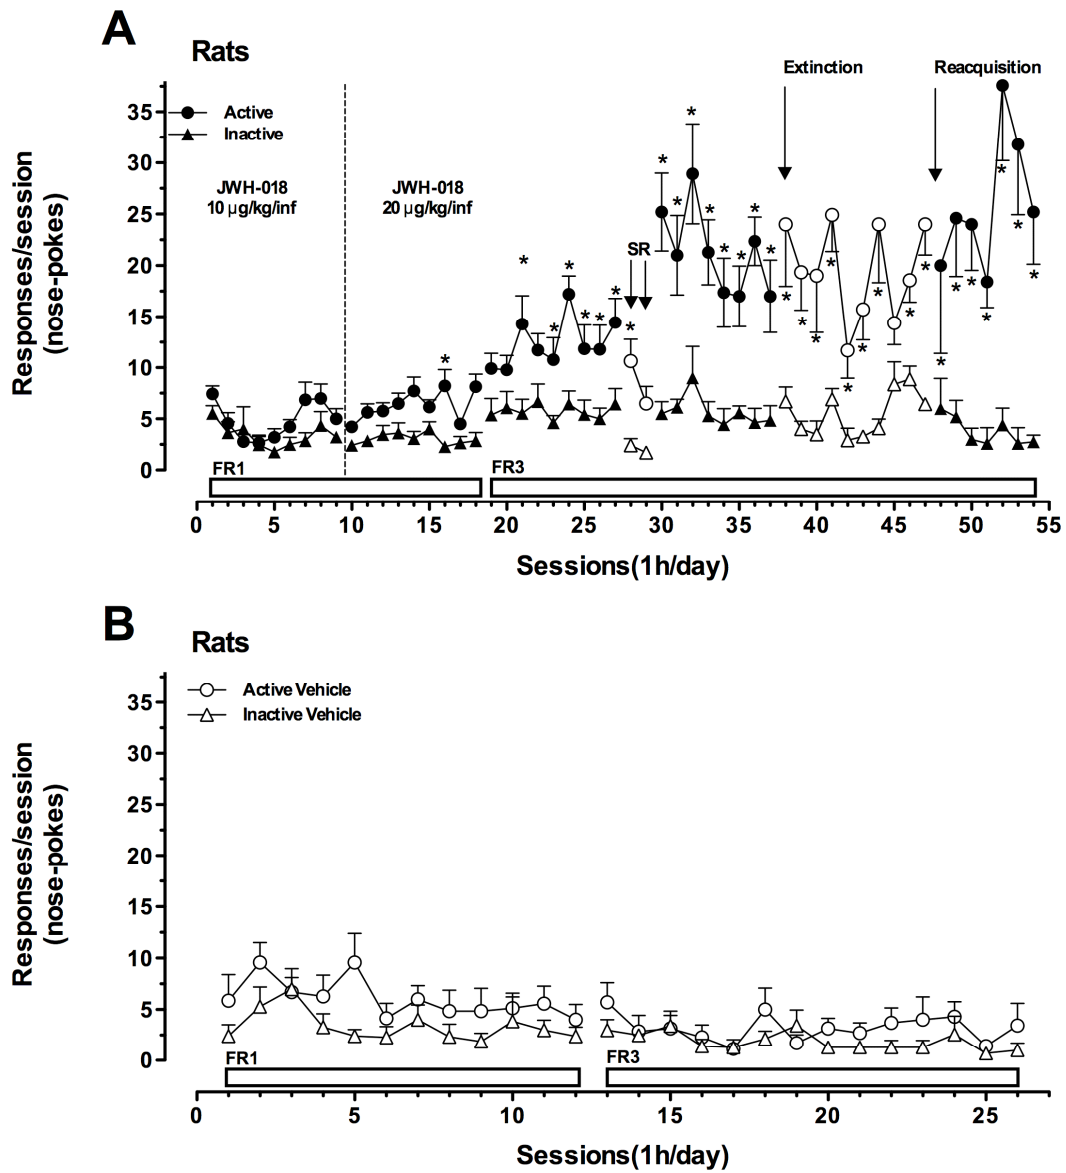 A
Rats
Extinction
Reacquisition
Active
Inactive
JWH-018
10 µg/kg/inf
JWH-018
20 µg/kg/inf
SR
Responses/session
(nose-pokes)
35
30
25
20
15
10
5
0
* * * * * * * * * * * * * * * * * * * * * * * * * * * * * * * * * * * *
FR1
FR3
0 5 10 15 20 25 30 35 40 45 50 55
Sessions(1h/day)
B
Rats
Active Vehicle
Inactive Vehicle
Responses/session
(nose-pokes)
35
30
25
20
15
10
5
0
FR1
FR3
0 5 10 15 20 25
Sessions(1h/day)